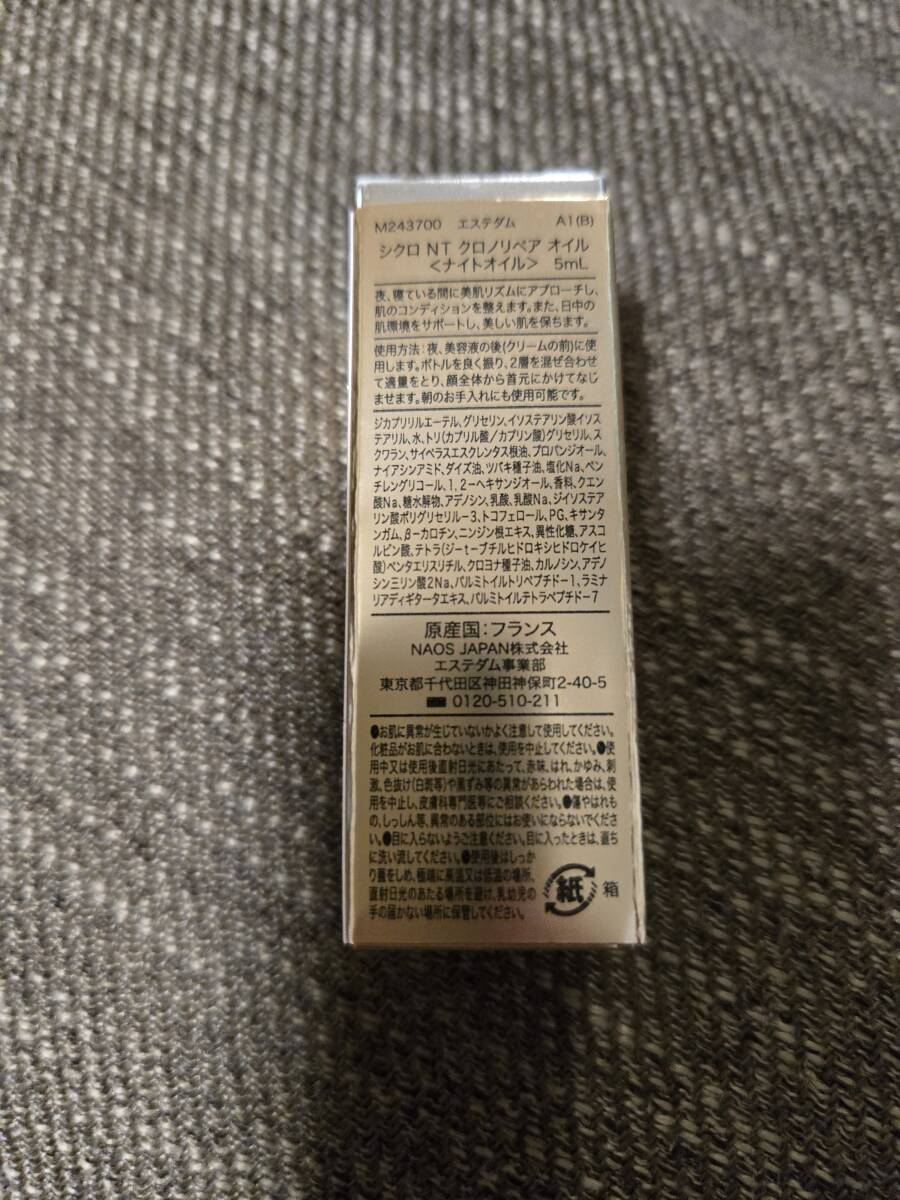 M243700 エステダム A1(B)
シクロ NT クロノリペア オイル
＜ナイトオイル＞ 5mL
夜、寝ている間に美肌リズムにアプローチし、
肌のコンディションを整えます。また、日中の
肌環境をサポートし、美しい肌を保ちます。
使用方法：夜、美容液の後(クリームの前)に使
用します。ボトルを良く振り、2層を混ぜ合わせ
て適量をとり、顔全体から首元にかけてなじ
ませます。朝のお手入れにも使用可能です。
ジカプリリルエーテル、グリセリン、イソステアリン酸イソス
テアリル、水、トリ(カプリル酸/カプリン酸)グリセリル、ス
クワラン、サイペラスエスクレンタス根油、プロパンジオール、
ナイアシンアミド、ダイズ油、ツバキ種子油、塩化Na、ペン
チレングリコール、1,2-ヘキサンジオール、香料、クエン
酸Na、糖水解物、アデノシン、乳酸、乳酸Na、ジイソステア
リン酸ポリグリセリル-3、トコフェロール、PG、キサンタ
ンガム、β-カロチン、ニンジン根エキス、異性化糖、アス
コルビン酸、テトラ(ジ-t-ブチルヒドロキシヒドロケイヒ
酸)ペンタエリスリチル、クロヨナ種子油、カルノシン、アデノ
シン三リン酸2Na、パルミトイルトリペプチド-1、ラミナ
リアディギタータエキス、パルミトイルテトラペプチド-7
原産国：フランス
NAOS JAPAN株式会社
エステダム事業部
東京都千代田区神田神保町2-40-5
0120-510-211
●お肌に異常が生じていないかよく注意して使用してください。
化粧品がお肌に合わないときは、使用を中止してください。●使
用中又は使用後直射日光にあたって、赤味、はれ、かゆみ、刺
激、色抜け(白斑等)や黒ずみ等の異常があらわれた場合は、使
用を中止し、皮膚科専門医等にご相談ください。●傷やはれも
の、しっしん等、異常のある部位にはお使いにならないでくださ
い。●目に入らないようご注意ください。目に入ったときは、直ち
に洗い流してください。●使用後はしっか
り蓋をしめ、極端に高温又は低温の場所、
直射日光のあたる場所を避け、乳幼児の
手の届かない場所に保管してください。
紙 箱